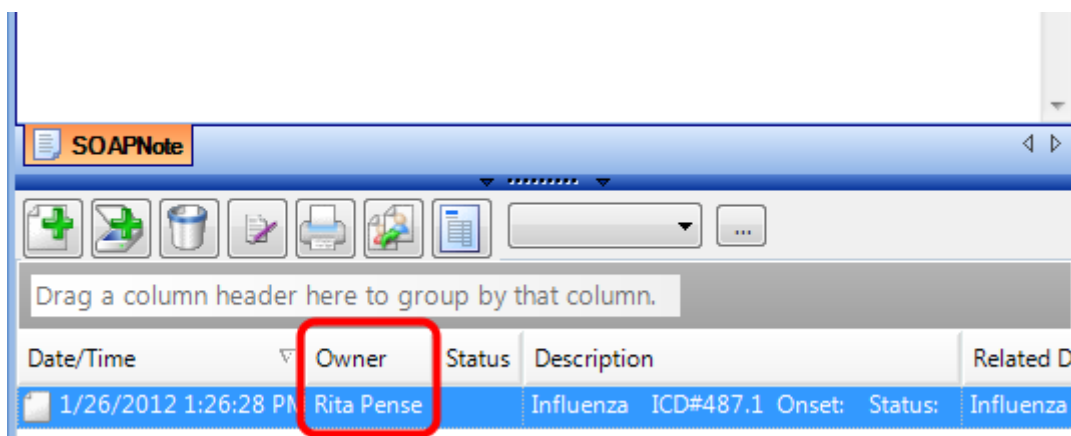 SOAPNote
...
Drag a column header here to group by that column.
Date/Time Owner Status Description Related D
1/26/2012 1:26:28 PM Rita Pense Influenza ICD#487.1 Onset: Status: Influenza